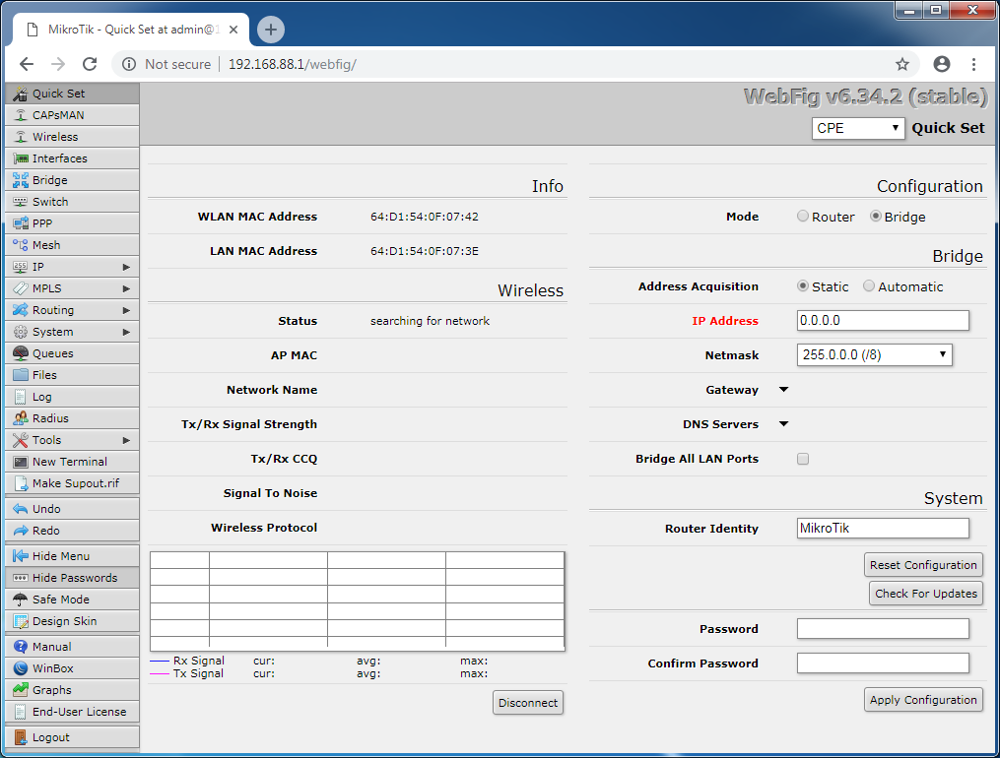 MikroTik - Quick Set at admin@1
Not secure | 192.168.88.1/webfig/
WebFig v6.34.2 (stable)
CPE Quick Set
Quick Set
CAPsMAN
Wireless
Interfaces
Bridge
Switch
PPP
Mesh
IP
MPLS
Routing
System
Queues
Files
Log
Radius
Tools
New Terminal
Make Supout.rif
Undo
Redo
Hide Menu
Hide Passwords
Safe Mode
Design Skin
Manual
WinBox
Graphs
End-User License
Logout
Info
WLAN MAC Address 64:D1:54:0F:07:42
LAN MAC Address 64:D1:54:0F:07:3E
Wireless
Status searching for network
AP MAC
Network Name
Tx/Rx Signal Strength
Tx/Rx CCQ
Signal To Noise
Wireless Protocol
Rx Signal cur: avg: max:
Tx Signal cur: avg: max:
Disconnect
Configuration
Mode Router Bridge
Bridge
Address Acquisition Static Automatic
IP Address 0.0.0.0
Netmask 255.0.0.0 (/8)
Gateway
DNS Servers
Bridge All LAN Ports
System
Router Identity MikroTik
Reset Configuration
Check For Updates
Password
Confirm Password
Apply Configuration